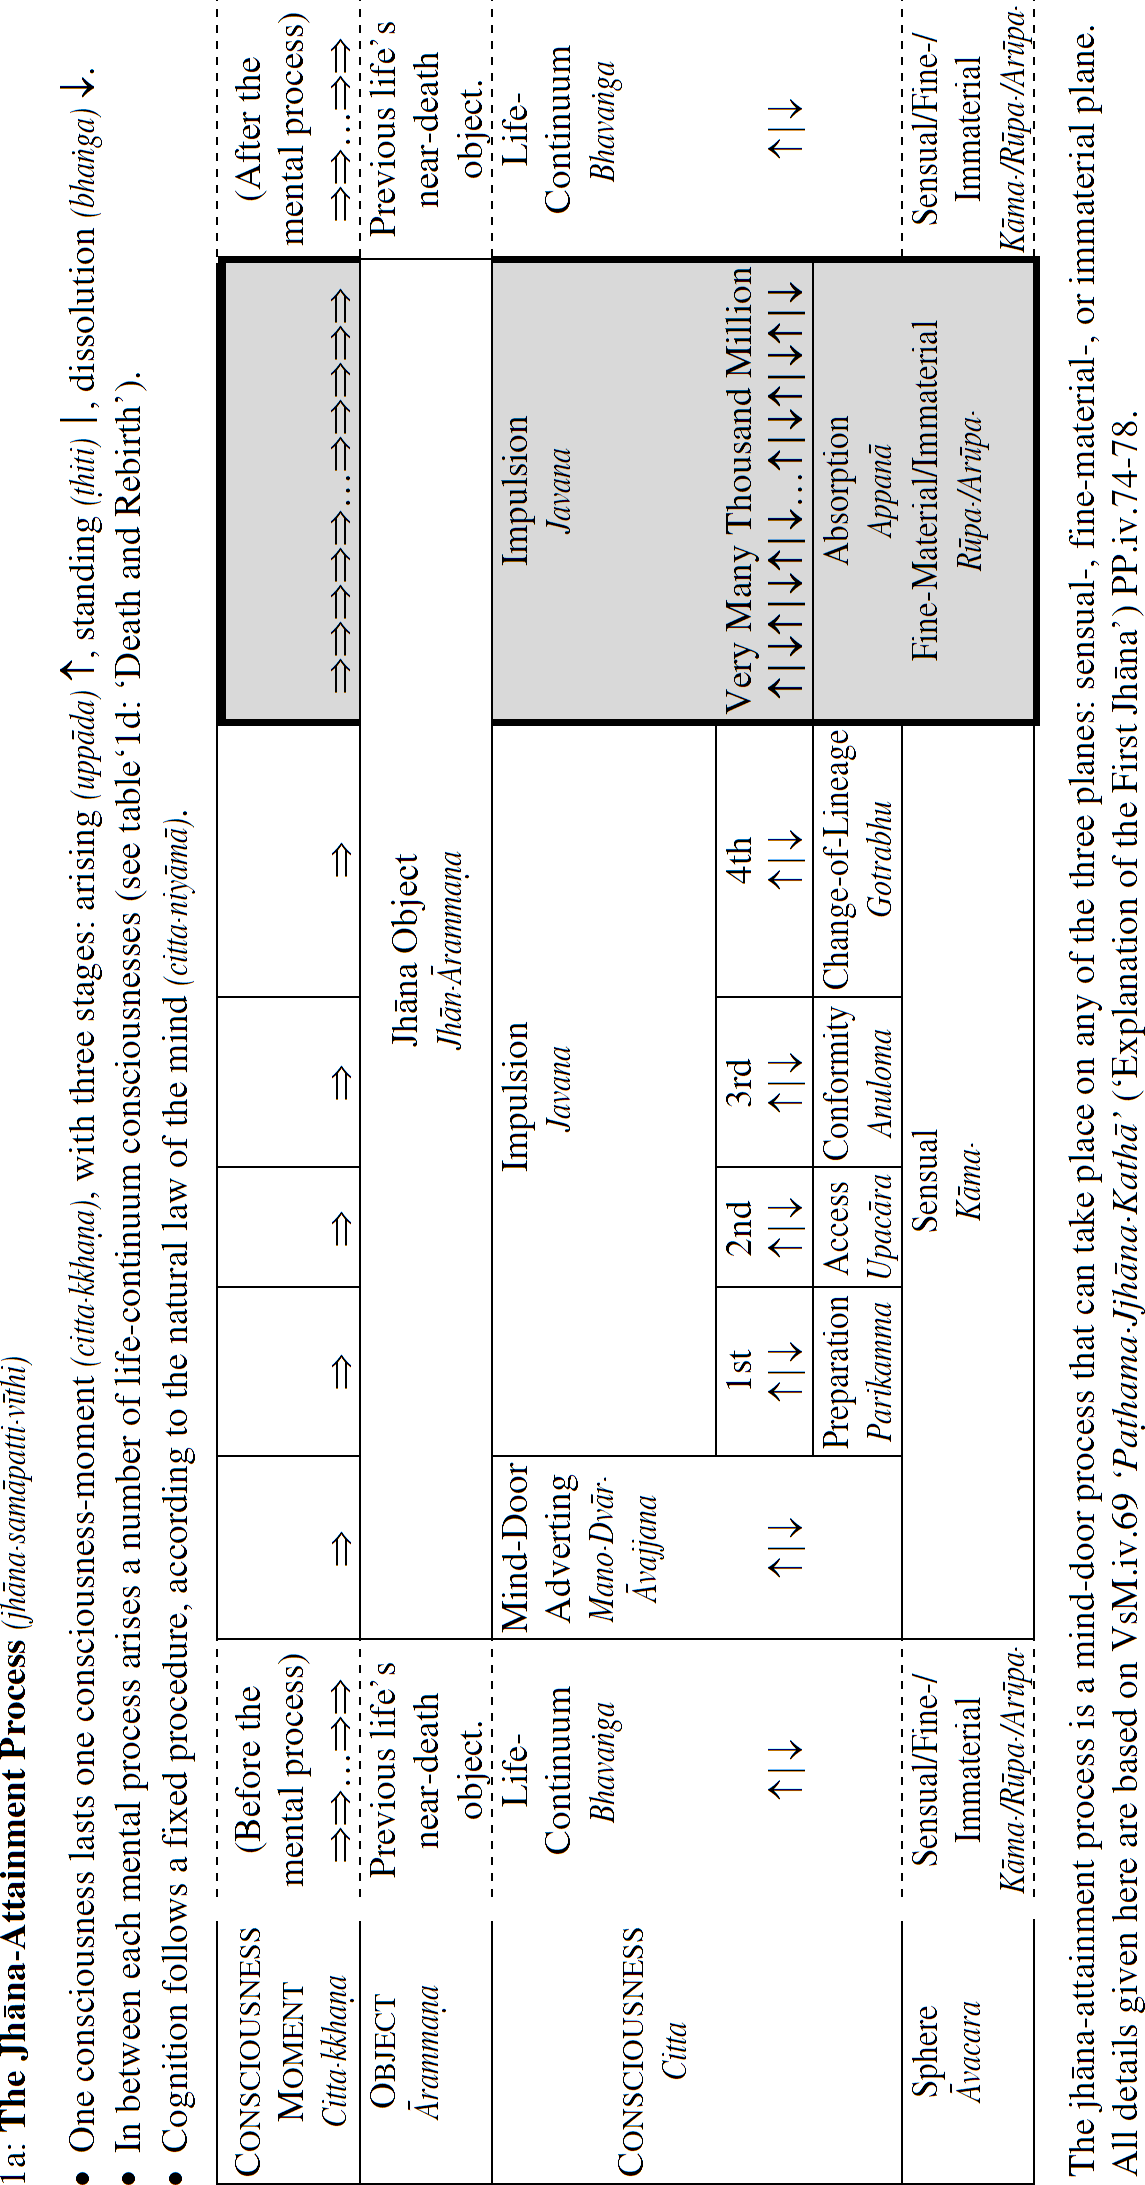 1a: The Jhāna-Attainment Process (jhāna·samāpatti·vīthi)
● One consciousness lasts one consciousness-moment (citta·kkhaṇa), with three stages: arising (uppāda) ↑, standing (ṭhiti) |, dissolution (bhaṅga) ↓.
● In between each mental process arises a number of life-continuum consciousnesses (see table‘1d: ‘Death and Rebirth’).
● Cognition follows a fixed procedure, according to the natural law of the mind (citta·niyāmā).
CONSCIOUSNESS
MOMENT
Citta·kkhaṇa
(Before the
mental process)
⇒⇒…⇒⇒
⇒
⇒
⇒
⇒
⇒
⇒⇒⇒⇒⇒…⇒⇒⇒⇒⇒
(After the
mental process)
⇒⇒…⇒⇒
OBJECT
Ārammaṇa
Previous life’s
near-death
object.
Jhāna Object
Jhān·Ārammaṇa
Previous life’s
near-death
object.
CONSCIOUSNESS
Citta
Life-
Continuum
Bhavaṅga
↑|↓
Mind-Door
Adverting
Mano·Dvār·
Āvajjana
↑|↓
Impulsion
Javana
1st
↑|↓
Preparation
Parikamma
2nd
↑|↓
Access
Upacāra
3rd
↑|↓
Conformity
Anuloma
4th
↑|↓
Change-of-Lineage
Gotrabhu
Impulsion
Javana
Very Many Thousand Million
↑|↓↑|↓↑|↓…↑|↓↑|↓↑|↓
Absorption
Appanā
Life-
Continuum
Bhavaṅga
↑|↓
Sphere
Āvacara
Sensual/Fine-/
Immaterial
Kāma·/Rūpa·/Arūpa·
Sensual
Kāma·
Fine-Material/Immaterial
Rūpa·/Arūpa·
Sensual/Fine-/
Immaterial
Kāma·/Rūpa·/Arūpa·
The jhāna-attainment process is a mind-door process that can take place on any of the three planes: sensual-, fine-material-, or immaterial plane.
All details given here are based on VsM.iv.69 ‘Paṭhama·Jjhāna·Kathā’ (‘Explanation of the First Jhāna’) PP.iv.74-78.